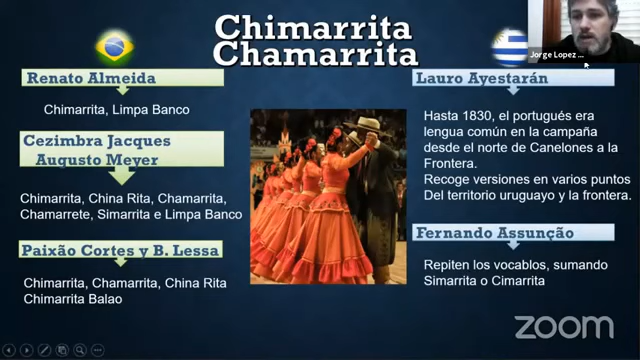 Chimarrita
Chamarrita
Jorge Lopez ...
Renato Almeida
Chimarrita, Limpa Banco
Cezimbra Jacques
Augusto Meyer
Chimarrita, China Rita, Chamarrita,
Chamarrete, Simarrita e Limpa Banco
Paixão Cortes y B. Lessa
Chimarrita, Chamarrita, China Rita
Chimarrita Balao
Lauro Ayestarán
Hasta 1830, el portugués era
lengua común en la campaña
desde el norte de Canelones a la
Frontera.
Recoge versiones en varios puntos
Del territorio uruguayo y la frontera.
Fernando Assunção
Repiten los vocablos, sumando
Simarrita o Cimarrita
zoom